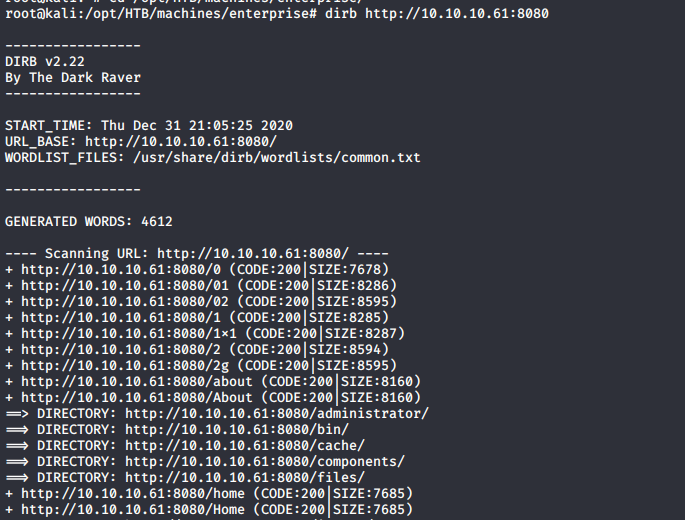 root@kali:/opt/HTB/machines/enterprise# dirb http://10.10.10.61:8080
-----------------
DIRB v2.22
By The Dark Raver
-----------------
START_TIME: Thu Dec 31 21:05:25 2020
URL_BASE: http://10.10.10.61:8080/
WORDLIST_FILES: /usr/share/dirb/wordlists/common.txt
-----------------
GENERATED WORDS: 4612
---- Scanning URL: http://10.10.10.61:8080/ ----
+ http://10.10.10.61:8080/0 (CODE:200|SIZE:7678)
+ http://10.10.10.61:8080/01 (CODE:200|SIZE:8286)
+ http://10.10.10.61:8080/02 (CODE:200|SIZE:8595)
+ http://10.10.10.61:8080/1 (CODE:200|SIZE:8285)
+ http://10.10.10.61:8080/1×1 (CODE:200|SIZE:8287)
+ http://10.10.10.61:8080/2 (CODE:200|SIZE:8594)
+ http://10.10.10.61:8080/2g (CODE:200|SIZE:8595)
+ http://10.10.10.61:8080/about (CODE:200|SIZE:8160)
+ http://10.10.10.61:8080/About (CODE:200|SIZE:8160)
==> DIRECTORY: http://10.10.10.61:8080/administrator/
==> DIRECTORY: http://10.10.10.61:8080/bin/
==> DIRECTORY: http://10.10.10.61:8080/cache/
==> DIRECTORY: http://10.10.10.61:8080/components/
==> DIRECTORY: http://10.10.10.61:8080/files/
+ http://10.10.10.61:8080/home (CODE:200|SIZE:7685)
+ http://10.10.10.61:8080/Home (CODE:200|SIZE:7685)